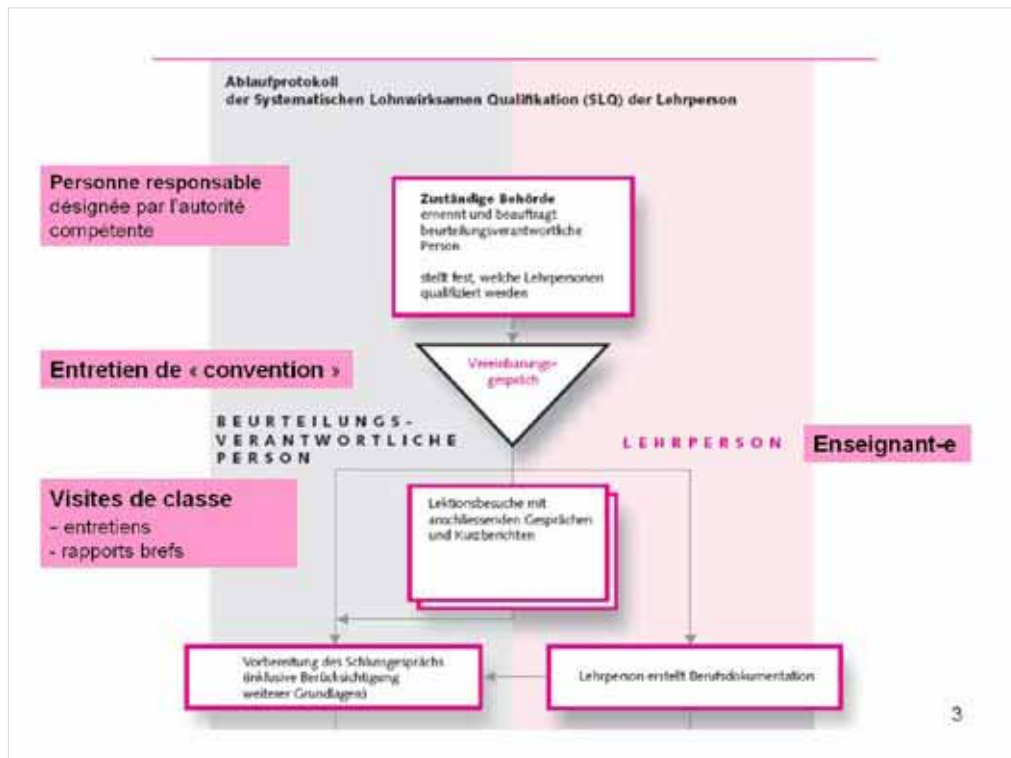 Ablaufprotokoll
der Systematischen Lohnwirksamen Qualifikation (SLQ) der Lehrperson
Personne responsable
désignée par l'autorité
compétente
Zuständige Behörde
ernennt und beauftragt
beurteilungsverantwortliche
Person
stellt fest, welche Lehrpersonen
qualifiziert werden
Entretien de « convention »
Vereinbarungs-
gespräch
BEURTEILUNGS-
VERANTWORTLICHE
PERSON
LEHRPERSON
Enseignant-e
Visites de classe
– entretiens
- rapports brefs
Lektionsbesuche mit
anschliessenden Gesprächen
und Kurzberichten
Vorbereitung des Schlussgesprächs
(inklusive Berücksichtigung
weiterer Grundlagen)
Lehrperson erstellt Berufsdokumentation
3